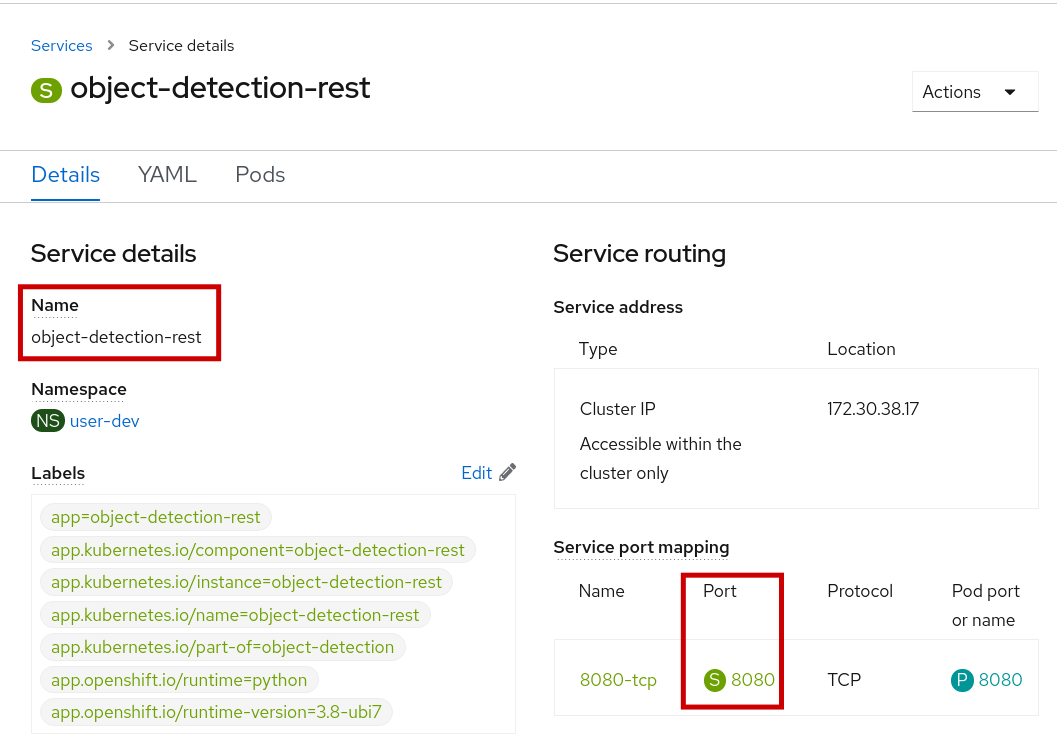 Services > Service details
S object-detection-rest
Actions
Details YAML Pods
Service details
Name
object-detection-rest
Namespace
NS user-dev
Labels
Edit
app=object-detection-rest
app.kubernetes.io/component=object-detection-rest
app.kubernetes.io/instance=object-detection-rest
app.kubernetes.io/name=object-detection-rest
app.kubernetes.io/part-of=object-detection
app.openshift.io/runtime=python
app.openshift.io/runtime-version=3.8-ubi7
Service routing
Service address
Type Location
Cluster IP 172.30.38.17
Accessible within the
cluster only
Service port mapping
Name Port Protocol Pod port
or name
8080-tcp S 8080 TCP P 8080